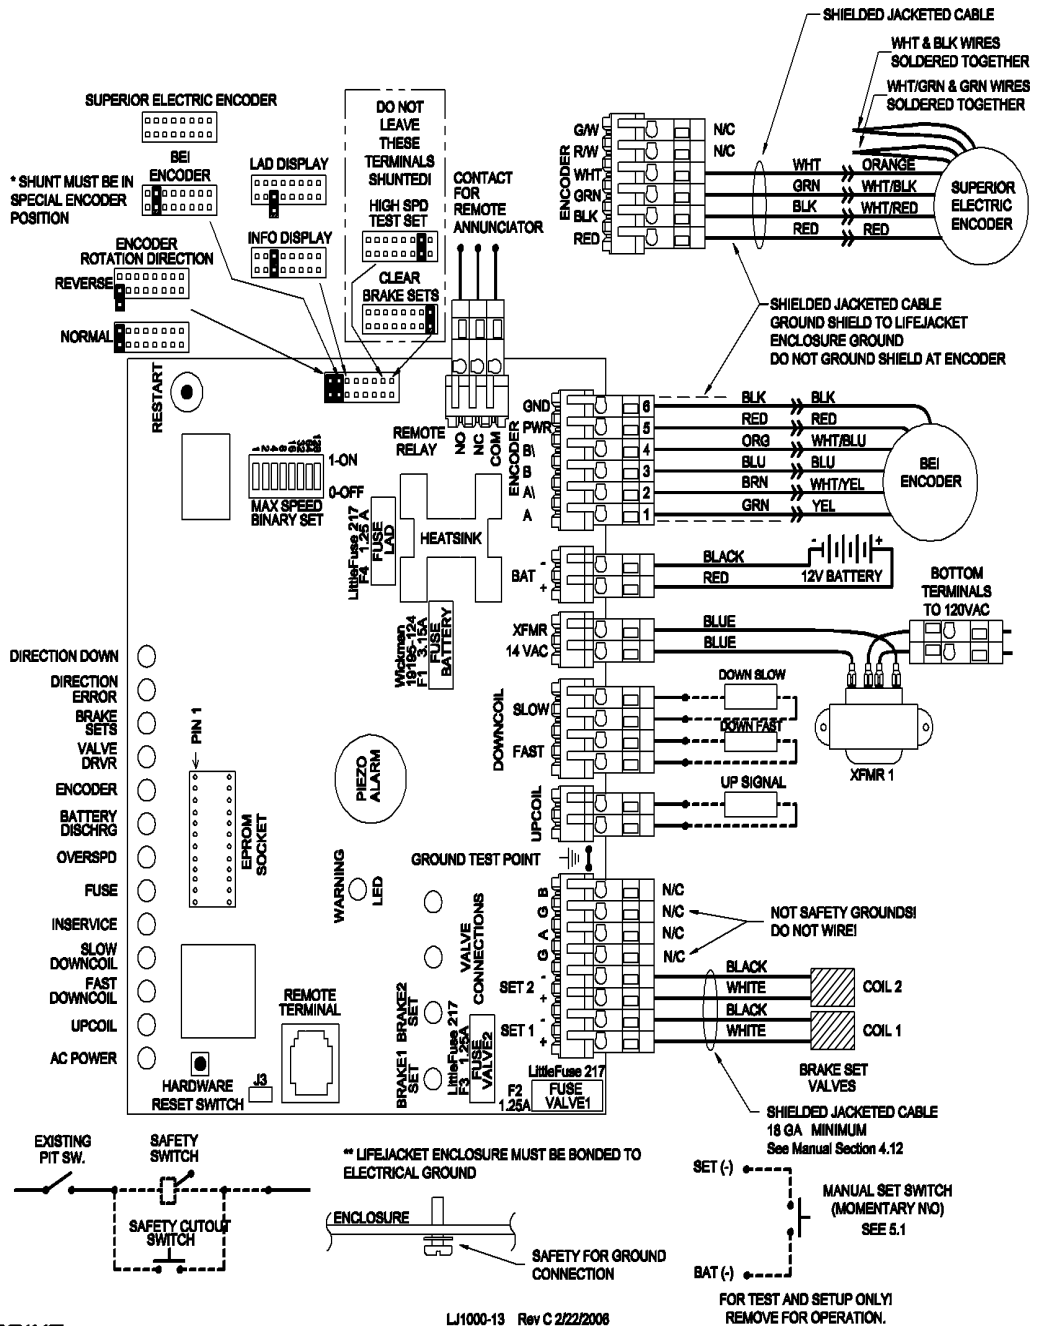 SHIELDED JACKETED CABLE
WHT & BLK WIRES
SOLDERED TOGETHER
WHT/GRN & GRN WIRES
SOLDERED TOGETHER
SUPERIOR ELECTRIC ENCODER
BEI
ENCODER
* SHUNT MUST BE IN
SPECIAL ENCODER
POSITION
LAD DISPLAY
INFO DISPLAY
ENCODER
ROTATION DIRECTION
REVERSE
NORMAL
DO NOT
LEAVE
THESE
TERMINALS
SHUNTED!
HIGH SPD
TEST SET
CLEAR
BRAKE SETS
CONTACT
FOR
REMOTE
ANNUNCIATOR
ENCODER
G/W
R/W
WHT
GRN
BLK
RED
N/C
N/C
WHT ORANGE
GRN WHT/BLK
BLK WHT/RED
RED RED
SUPERIOR
ELECTRIC
ENCODER
SHIELDED JACKETED CABLE
GROUND SHIELD TO LIFEJACKET
ENCLOSURE GROUND
DO NOT GROUND SHIELD AT ENCODER
RESTART
1 2 4 8 16 32 64 128
1-ON
0-OFF
MAX SPEED
BINARY SET
REMOTE
RELAY
NO
NC
COM
ENCODER
GND 6 BLK BLK
PWR 5 RED RED
B\ 4 ORG WHT/BLU
B 3 BLU BLU
A\ 2 BRN WHT/YEL
A 1 GRN YEL
BEI
ENCODER
HEATSINK
LittleFuse 217
F4 1.25 A
FUSE
LAD
Wickman
19195-124
F1 3.15A
FUSE
BATTERY
BAT
-
+
BLACK
RED
- +
12V BATTERY
BOTTOM
TERMINALS
TO 120VAC
XFMR
14 VAC
BLUE
BLUE
XFMR 1
DOWNCOIL
SLOW
FAST
DOWN SLOW
DOWN FAST
UPCOIL
UP SIGNAL
DIRECTION DOWN
DIRECTION
ERROR
BRAKE
SETS
VALVE
DRVR
ENCODER
BATTERY
DISCHRG
OVERSPD
FUSE
INSERVICE
SLOW
DOWNCOIL
FAST
DOWNCOIL
UPCOIL
AC POWER
PIN 1
EPROM
SOCKET
PIEZO
ALARM
WARNING
LED
GROUND TEST POINT
VALVE
CONNECTIONS
B N/C
G N/C
A N/C
G N/C
NOT SAFETY GROUNDS!
DO NOT WIRE!
SET 2
-
+
SET 1
-
+
BLACK
WHITE
BLACK
WHITE
COIL 2
COIL 1
BRAKE SET
VALVES
REMOTE
TERMINAL
BRAKE1
SET
BRAKE2
SET
LittleFuse 217
F3 1.25A
FUSE
VALVE2
LittleFuse 217
F2
1.25A
FUSE
VALVE1
HARDWARE
RESET SWITCH
J3
SHIELDED JACKETED CABLE
18 GA MINIMUM
See Manual Section 4.12
EXISTING
PIT SW.
SAFETY
SWITCH
SAFETY CUTOUT
SWITCH
** LIFEJACKET ENCLOSURE MUST BE BONDED TO
ELECTRICAL GROUND
ENCLOSURE
SAFETY FOR GROUND
CONNECTION
SET (-)
BAT (-)
MANUAL SET SWITCH
(MOMENTARY N\O)
SEE 5.1
FOR TEST AND SETUP ONLY!
REMOVE FOR OPERATION.
LJ1000-13 Rev C 2/22/2006